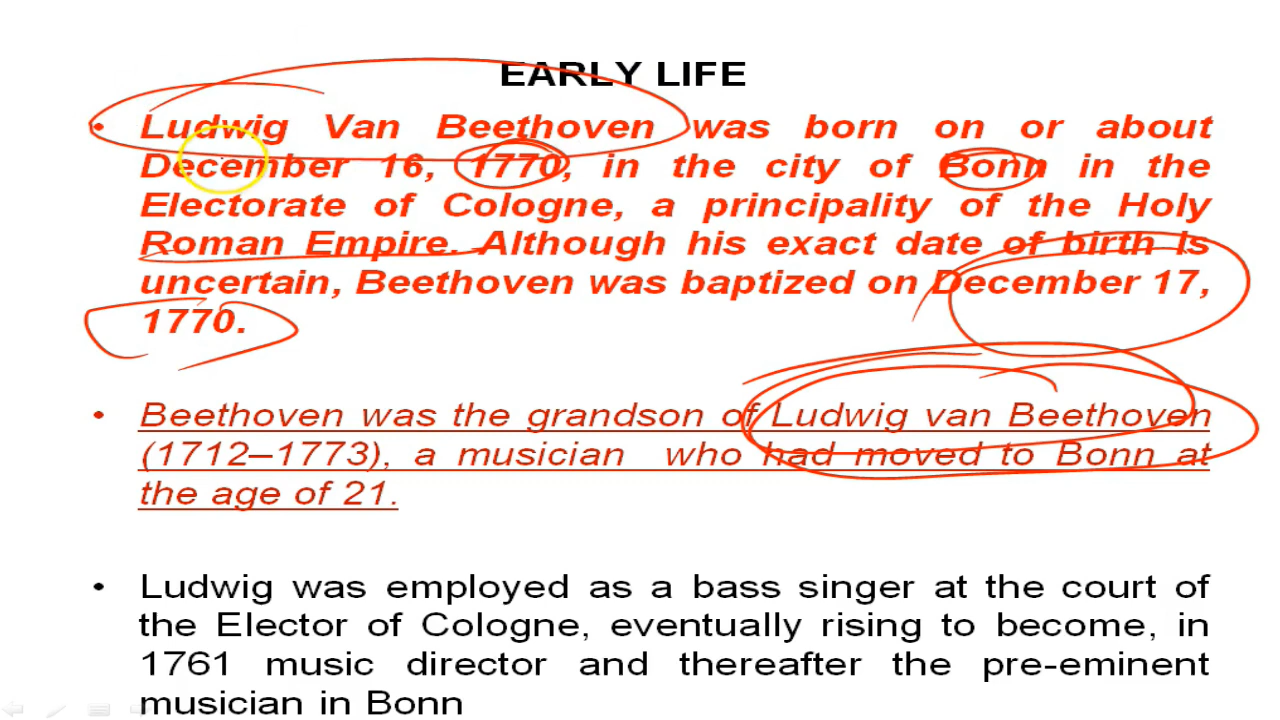 EARLY LIFE
• Ludwig Van Beethoven was born on or about
December 16, 1770, in the city of Bonn in the
Electorate of Cologne, a principality of the Holy
Roman Empire. Although his exact date of birth is
uncertain, Beethoven was baptized on December 17,
1770.
• Beethoven was the grandson of Ludwig van Beethoven
(1712–1773), a musician who had moved to Bonn at
the age of 21.
• Ludwig was employed as a bass singer at the court of
the Elector of Cologne, eventually rising to become, in
1761 music director and thereafter the pre-eminent
musician in Bonn